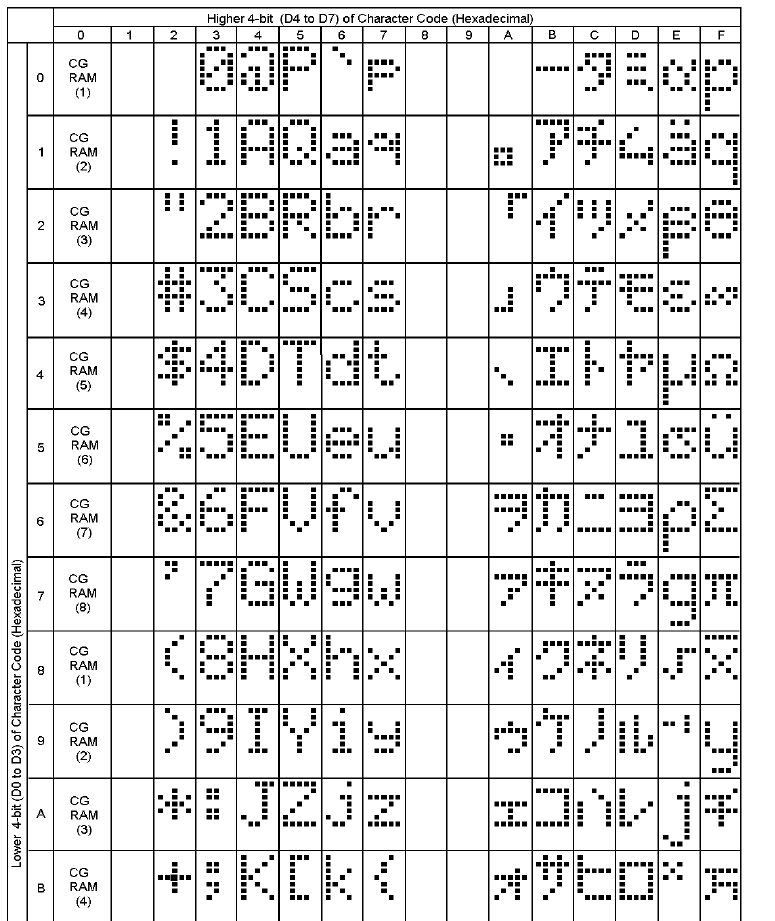 Higher 4-bit (D4 to D7) of Character Code (Hexadecimal)
0 1 2 3 4 5 6 7 8 9 A B C D E F
Lower 4-bit (D0 to D3) of Character Code (Hexadecimal)
0 CG RAM (1) 0 @ P ` p ー タ ミ α p
1 CG RAM (2) ! 1 A Q a q 。 ア チ ム ä q
2 CG RAM (3) " 2 B R b r 「 イ ツ メ β θ
3 CG RAM (4) # 3 C S c s 」 ウ テ モ ε ∞
4 CG RAM (5) $ 4 D T d t 、 エ ト ヤ μ Ω
5 CG RAM (6) % 5 E U e u ・ オ ナ ユ σ ü
6 CG RAM (7) & 6 F V f v ヲ カ ニ ヨ ρ Σ
7 CG RAM (8) ' 7 G W g w ァ キ ヌ ラ g π
8 CG RAM (1) ( 8 H X h x ィ ク ネ リ √ x̄
9 CG RAM (2) ) 9 I Y i y ゥ ケ ノ ル ⁻¹ y
A CG RAM (3) * : J Z j z ェ コ ハ レ j 千
B CG RAM (4) + ; K [ k { ォ サ ヒ ロ ˣ 万